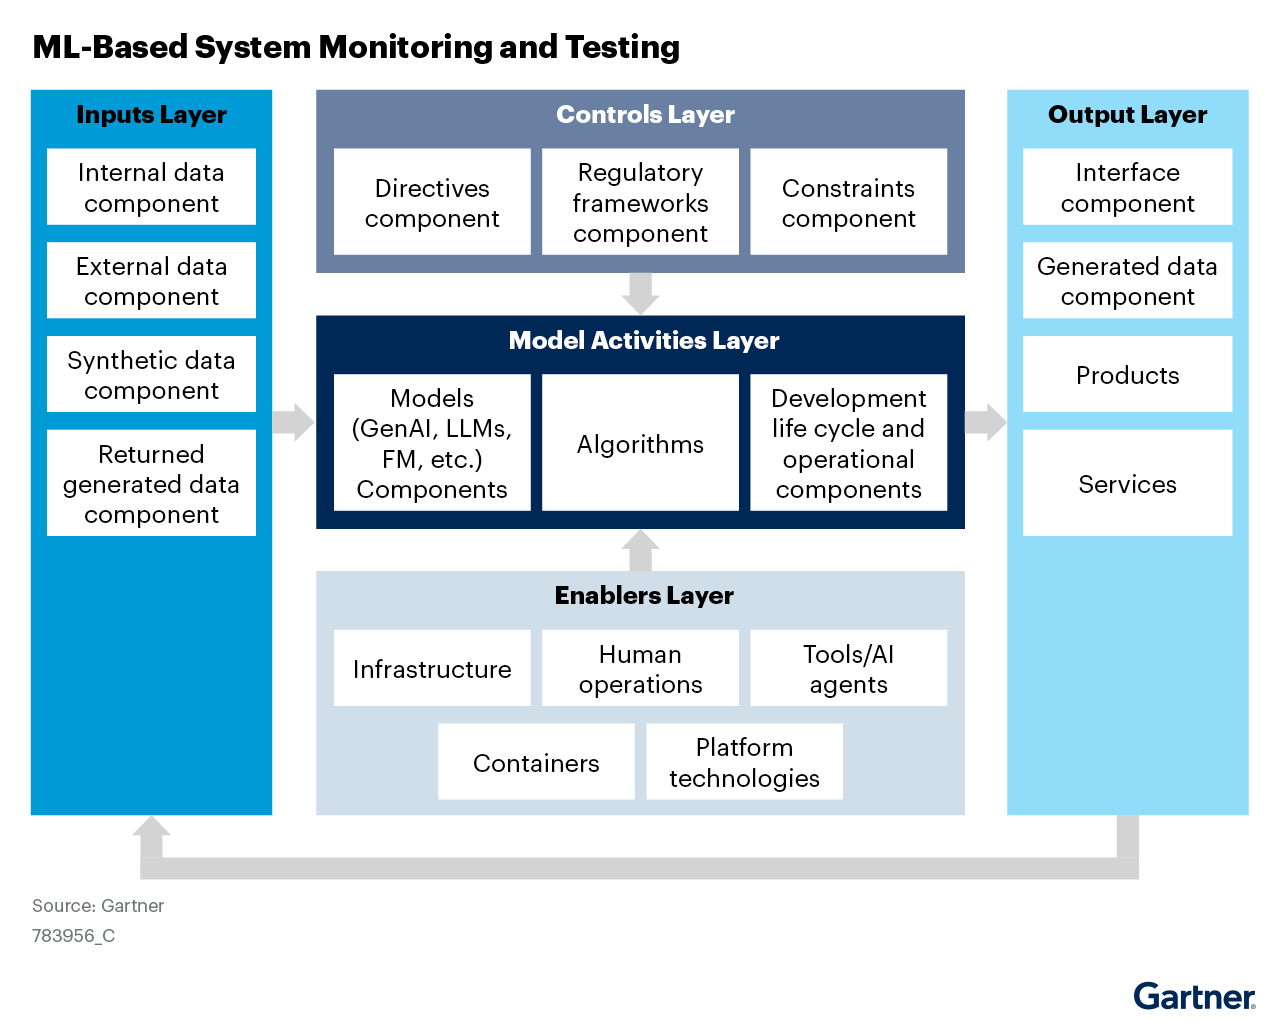 ML-Based System Monitoring and Testing
Inputs Layer
Internal data
component
External data
component
Synthetic data
component
Returned
generated data
component
Controls Layer
Directives
component
Regulatory
frameworks
component
Constraints
component
Model Activities Layer
Models
(GenAI, LLMs,
FM, etc.)
Components
Algorithms
Development
life cycle and
operational
components
Enablers Layer
Infrastructure
Human
operations
Tools/AI
agents
Containers
Platform
technologies
Output Layer
Interface
component
Generated data
component
Products
Services
Source: Gartner
783956_C
Gartner®